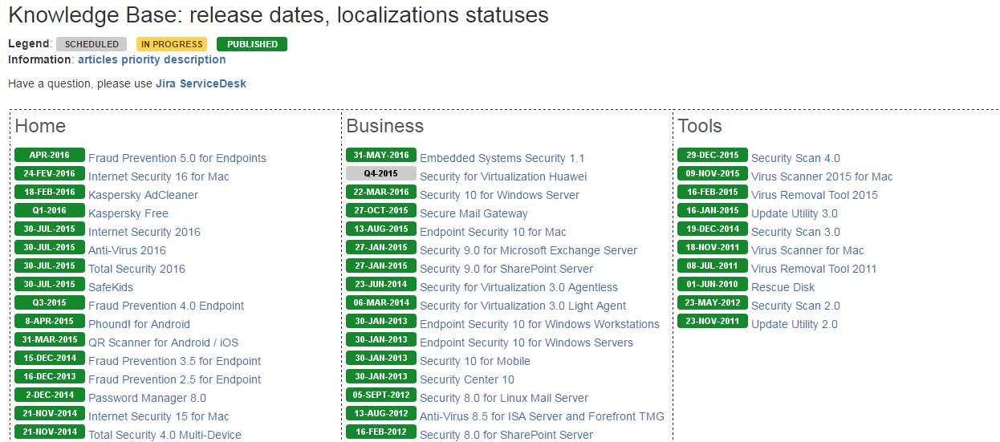 Knowledge Base: release dates, localizations statuses
Legend: SCHEDULED IN PROGRESS PUBLISHED
Information: articles priority description
Have a question, please use Jira ServiceDesk
Home
APR-2016 Fraud Prevention 5.0 for Endpoints
24-FEV-2016 Internet Security 16 for Mac
18-FEB-2016 Kaspersky AdCleaner
Q1-2016 Kaspersky Free
30-JUL-2015 Internet Security 2016
30-JUL-2015 Anti-Virus 2016
30-JUL-2015 Total Security 2016
30-JUL-2015 SafeKids
Q3-2015 Fraud Prevention 4.0 Endpoint
8-APR-2015 Phound! for Android
31-MAR-2015 QR Scanner for Android / iOS
15-DEC-2014 Fraud Prevention 3.5 for Endpoint
16-DEC-2013 Fraud Prevention 2.5 for Endpoint
2-DEC-2014 Password Manager 8.0
21-NOV-2014 Internet Security 15 for Mac
21-NOV-2014 Total Security 4.0 Multi-Device
Business
31-MAY-2016 Embedded Systems Security 1.1
Q4-2015 Security for Virtualization Huawei
22-MAR-2016 Security 10 for Windows Server
27-OCT-2015 Secure Mail Gateway
13-AUG-2015 Endpoint Security 10 for Mac
27-JAN-2015 Security 9.0 for Microsoft Exchange Server
27-JAN-2015 Security 9.0 for SharePoint Server
23-JUN-2014 Security for Virtualization 3.0 Agentless
06-MAR-2014 Security for Virtualization 3.0 Light Agent
30-JAN-2013 Endpoint Security 10 for Windows Workstations
30-JAN-2013 Endpoint Security 10 for Windows Servers
30-JAN-2013 Security 10 for Mobile
30-JAN-2013 Security Center 10
05-SEPT-2012 Security 8.0 for Linux Mail Server
13-AUG-2012 Anti-Virus 8.5 for ISA Server and Forefront TMG
16-FEB-2012 Security 8.0 for SharePoint Server
Tools
29-DEC-2015 Security Scan 4.0
09-NOV-2015 Virus Scanner 2015 for Mac
16-FEB-2015 Virus Removal Tool 2015
16-JAN-2015 Update Utility 3.0
19-DEC-2014 Security Scan 3.0
18-NOV-2011 Virus Scanner for Mac
08-JUL-2011 Virus Removal Tool 2011
01-JUN-2010 Rescue Disk
23-MAY-2012 Security Scan 2.0
23-NOV-2011 Update Utility 2.0